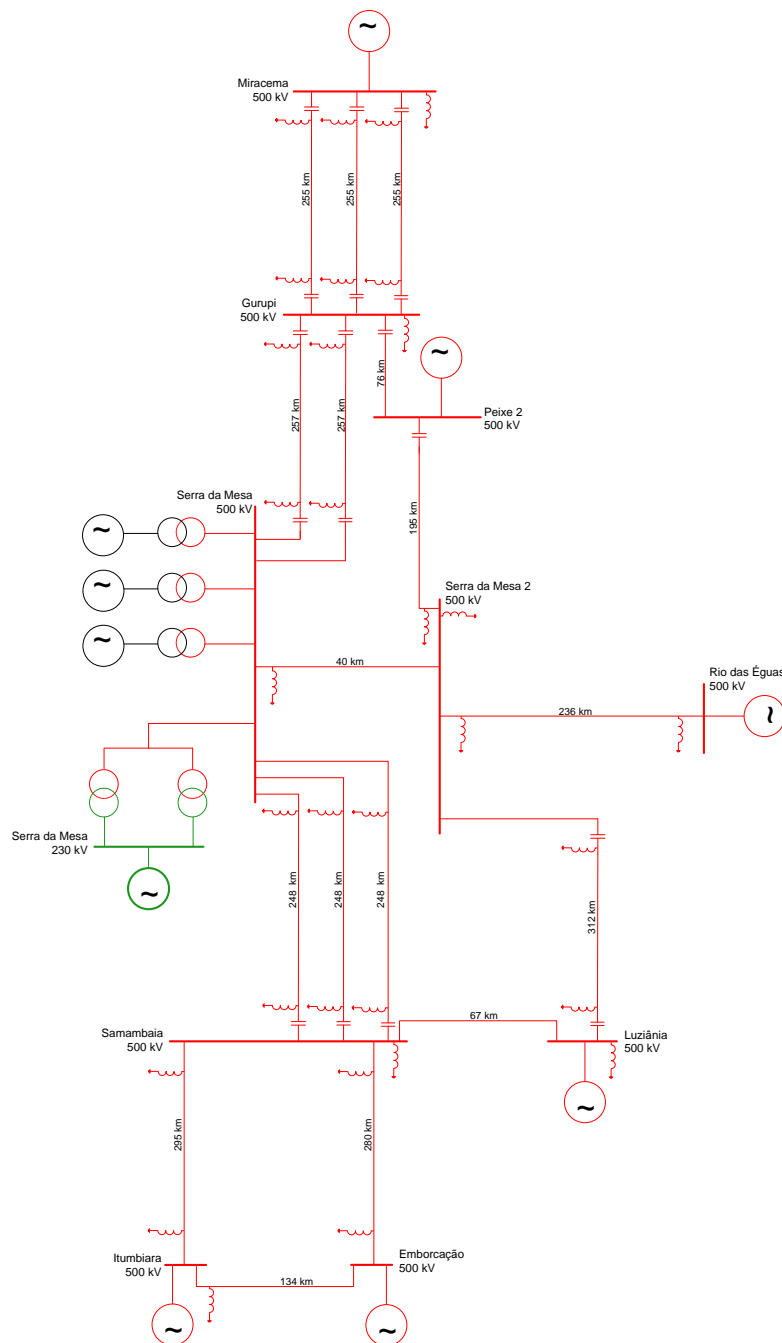 ~
Miracema
500 kV
255 km
255 km
255 km
Gurupi
500 kV
~
76 km
257 km
257 km
Peixe 2
500 kV
Serra da Mesa
500 kV
~
195 km
~
Serra da Mesa 2
500 kV
~
40 km
Rio das Éguas
500 kV
236 km
~
Serra da Mesa
230 kV
~
248 km
248 km
248 km
312 km
67 km
Samambaia
500 kV
Luziânia
500 kV
~
295 km
280 km
Itumbiara
500 kV
Emborcação
500 kV
134 km
~
~